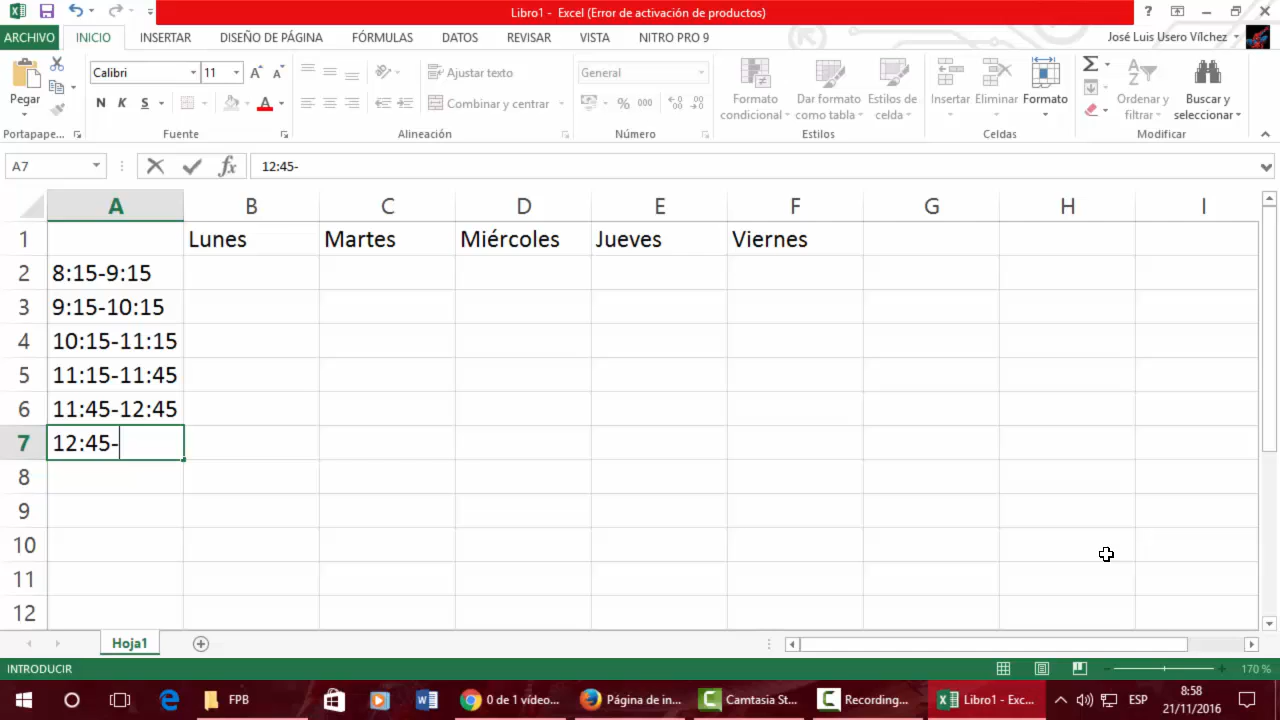 Libro1 - Excel (Error de activación de productos)
?
ARCHIVO INICIO INSERTAR DISEÑO DE PÁGINA FÓRMULAS DATOS REVISAR VISTA NITRO PRO 9 José Luis Usero Vílchez
Pegar
Calibri 11
Ajustar texto
General
Formato condicional
Dar formato como tabla
Estilos de celda
Insertar
Eliminar
Formato
Ordenar y filtrar
Buscar y seleccionar
N K S
Combinar y centrar
% 000
Portapape... Fuente Alineación Número Estilos Celdas Modificar
A7 fx 12:45-
A B C D E F G H I
1 Lunes Martes Miércoles Jueves Viernes
2 8:15-9:15
3 9:15-10:15
4 10:15-11:15
5 11:15-11:45
6 11:45-12:45
7 12:45-
8
9
10
11
12
Hoja1
INTRODUCIR 170 %
FPB 0 de 1 vídeo... Página de in... Camtasia St... Recording... Libro1 - Exce... ESP 8:58
21/11/2016